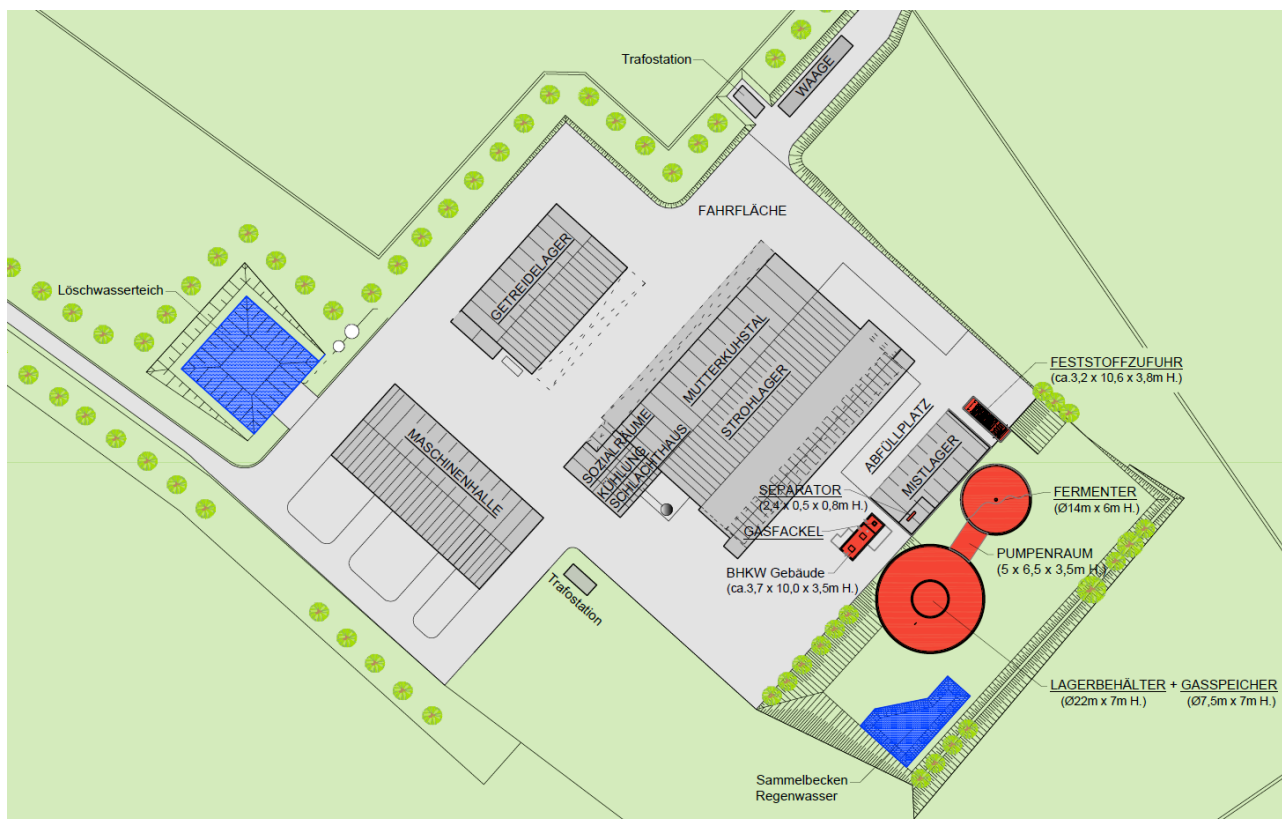 Trafostation
WAAGE
FAHRFLÄCHE
GETREIDELAGER
Löschwasserteich
MUTTERKUHSTAL
STROHLAGER
SOZIALRÄUME
KÜHLUNG
SCHLACHTHAUS
MASCHINENHALLE
FESTSTOFFZUFUHR
(ca.3,2 x 10,6 x 3,8m H.)
ABFÜLLPLATZ
MISTLAGER
SEPARATOR
(2,4 x 0,5 x 0,8m H.)
GASFACKEL
FERMENTER
(Ø14m x 6m H.)
PUMPENRAUM
(5 x 6,5 x 3,5m H.)
BHKW Gebäude
(ca.3,7 x 10,0 x 3,5m H.)
Trafostation
LAGERBEHÄLTER + GASSPEICHER
(Ø22m x 7m H.) (Ø7,5m x 7m H.)
Sammelbecken
Regenwasser